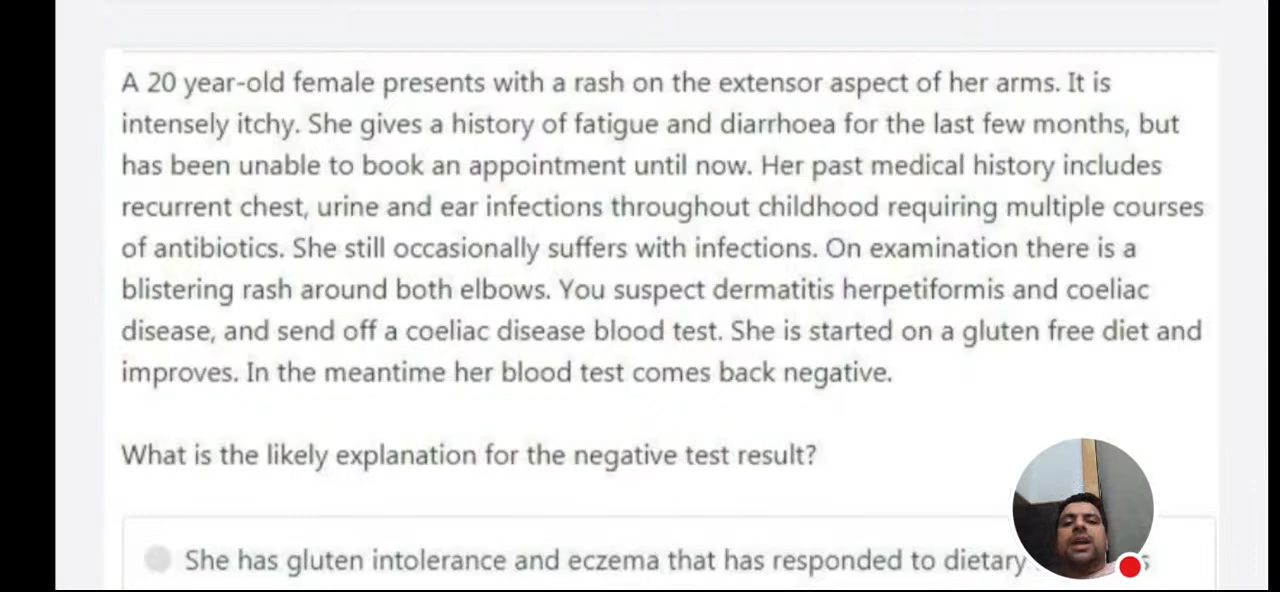 A 20 year-old female presents with a rash on the extensor aspect of her arms. It is
intensely itchy. She gives a history of fatigue and diarrhoea for the last few months, but
has been unable to book an appointment until now. Her past medical history includes
recurrent chest, urine and ear infections throughout childhood requiring multiple courses
of antibiotics. She still occasionally suffers with infections. On examination there is a
blistering rash around both elbows. You suspect dermatitis herpetiformis and coeliac
disease, and send off a coeliac disease blood test. She is started on a gluten free diet and
improves. In the meantime her blood test comes back negative.
What is the likely explanation for the negative test result?
She has gluten intolerance and eczema that has responded to dietary